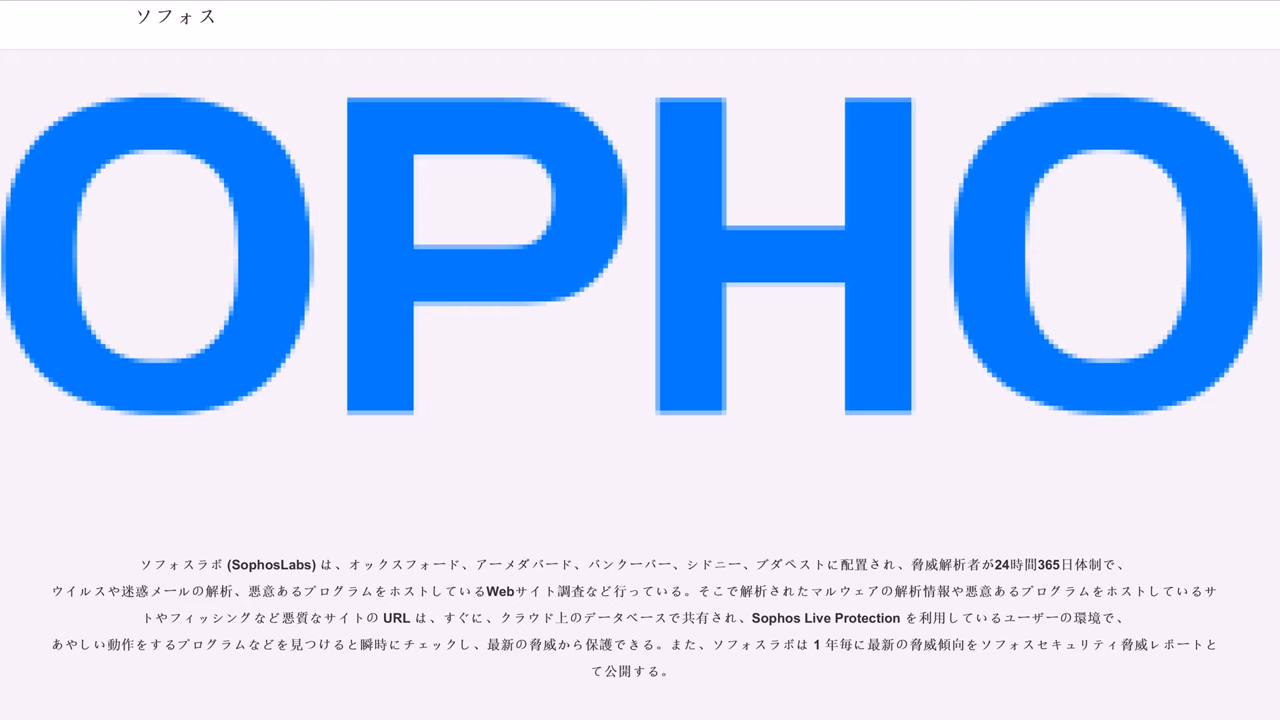 ソフォス
OPHO
ソフォスラボ (SophosLabs) は、オックスフォード、アーメダバード、バンクーバー、シドニー、ブダペストに配置され、脅威解析者が24時間365日体制で、
ウイルスや迷惑メールの解析、悪意あるプログラムをホストしているWebサイト調査など行っている。そこで解析されたマルウェアの解析情報や悪意あるプログラムをホストしているサ
トやフィッシングなど悪質なサイトの URL は、すぐに、クラウド上のデータベースで共有され、Sophos Live Protection を利用しているユーザーの環境で、
あやしい動作をするプログラムなどを見つけると瞬時にチェックし、最新の脅威から保護できる。また、ソフォスラボは 1 年毎に最新の脅威傾向をソフォスセキュリティ脅威レポートと
て公開する。